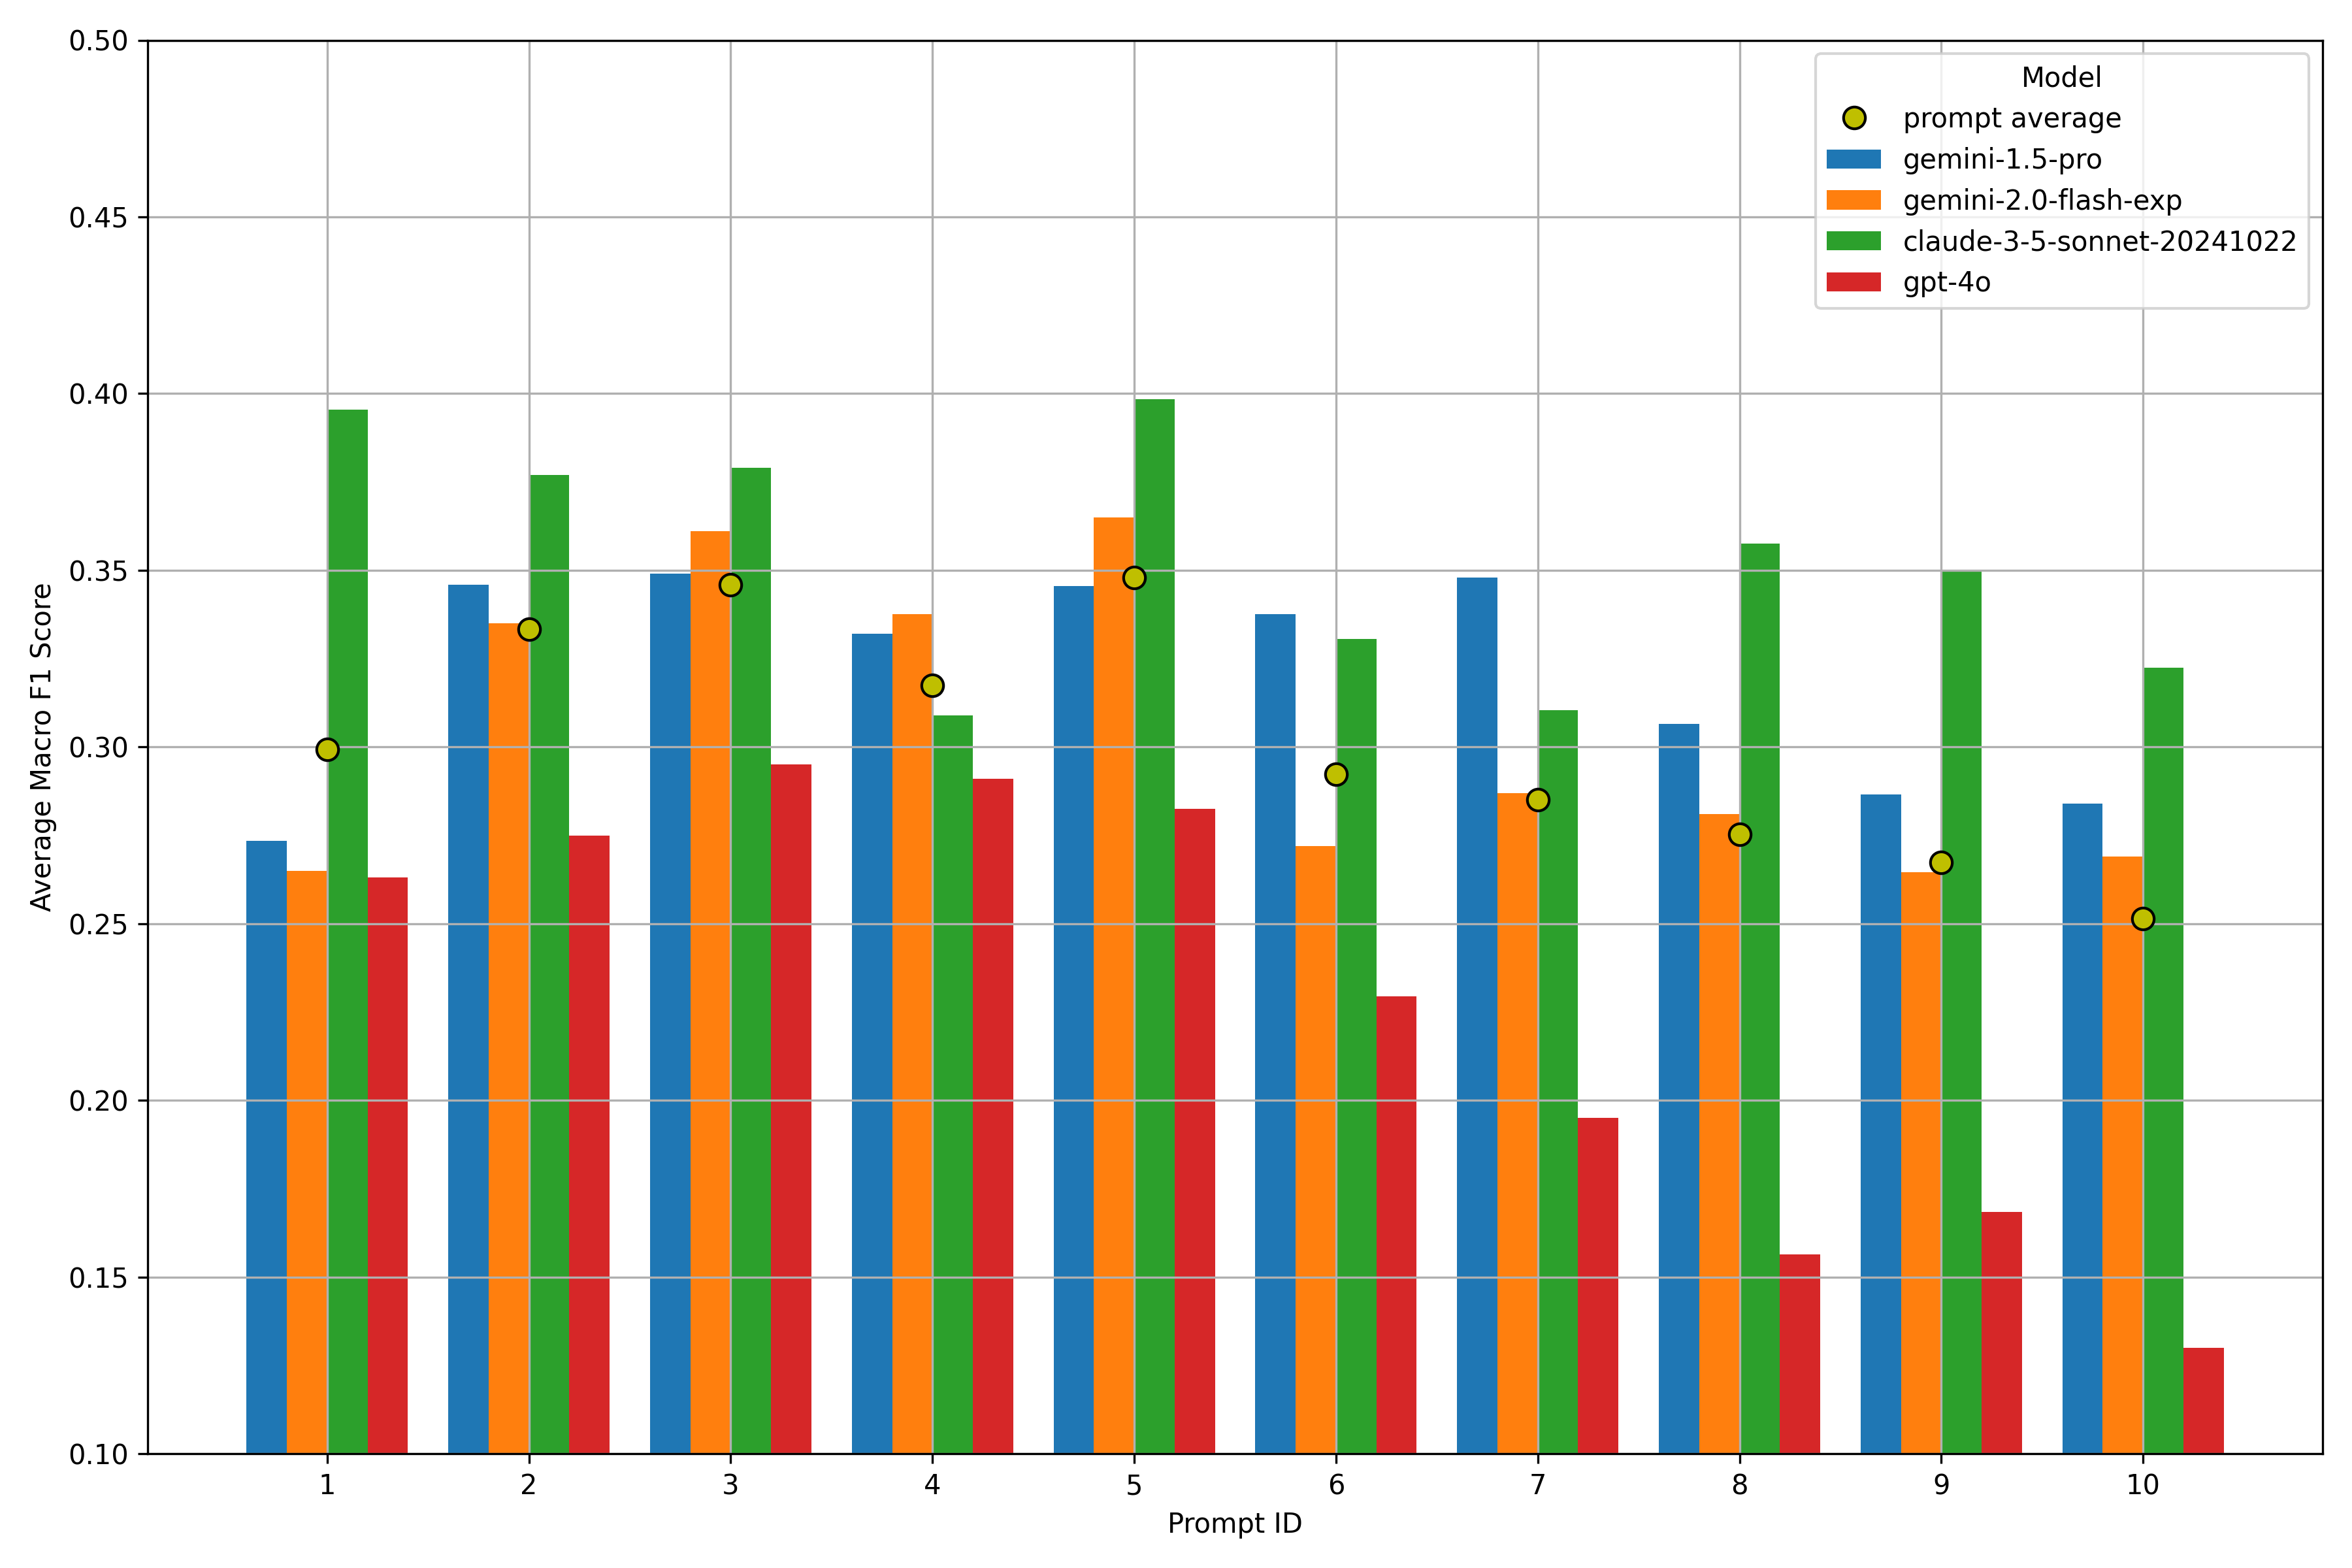 0.50
0.45
0.40
0.35
0.30
0.25
0.20
0.15
0.10
Average Macro F1 Score
Model
prompt average
gemini-1.5-pro
gemini-2.0-flash-exp
claude-3-5-sonnet-20241022
gpt-4o
1 2 3 4 5 6 7 8 9 10
Prompt ID